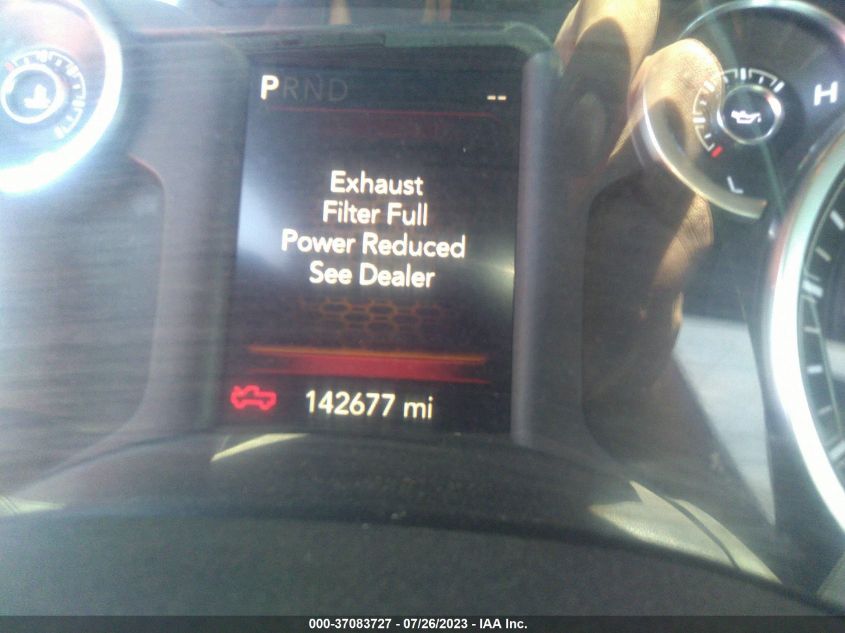 PRND
--
H
L
Exhaust
Filter Full
Power Reduced
See Dealer
142677 mi
000-37083727 - 07/26/2023 - IAA Inc.